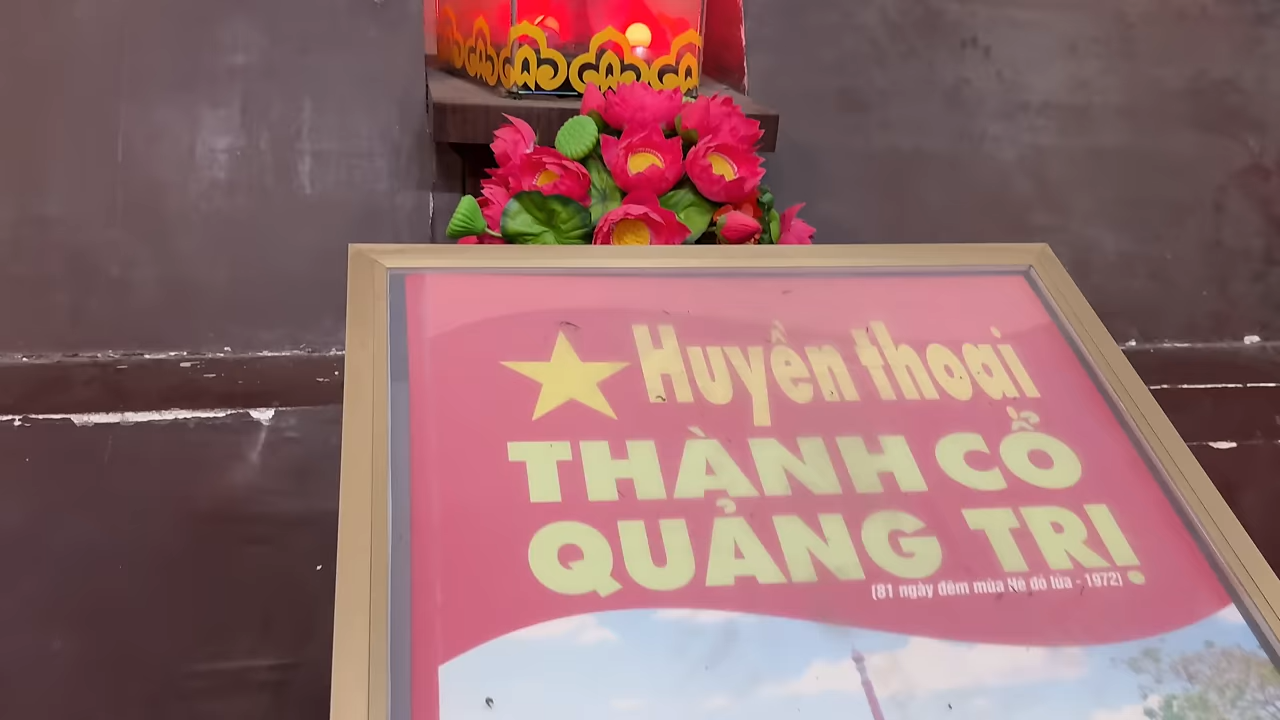 Huyền thoại
THÀNH CỔ
QUẢNG TRỊ
(81 ngày đêm mùa hè đỏ lửa - 1972)